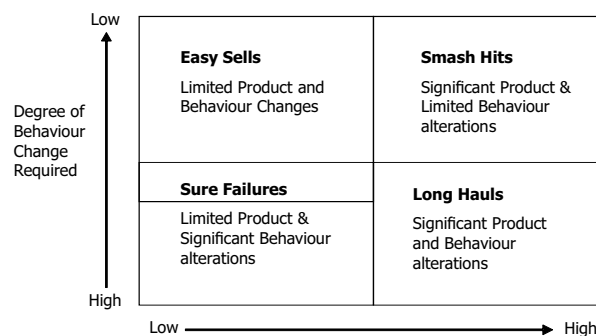 Low
Easy Sells
Limited Product and
Behaviour Changes
Smash Hits
Significant Product &
Limited Behaviour
alterations
Degree of
Behaviour
Change
Required
Sure Failures
Limited Product &
Significant Behaviour
alterations
Long Hauls
Significant Product
and Behaviour
alterations
High
Low
High